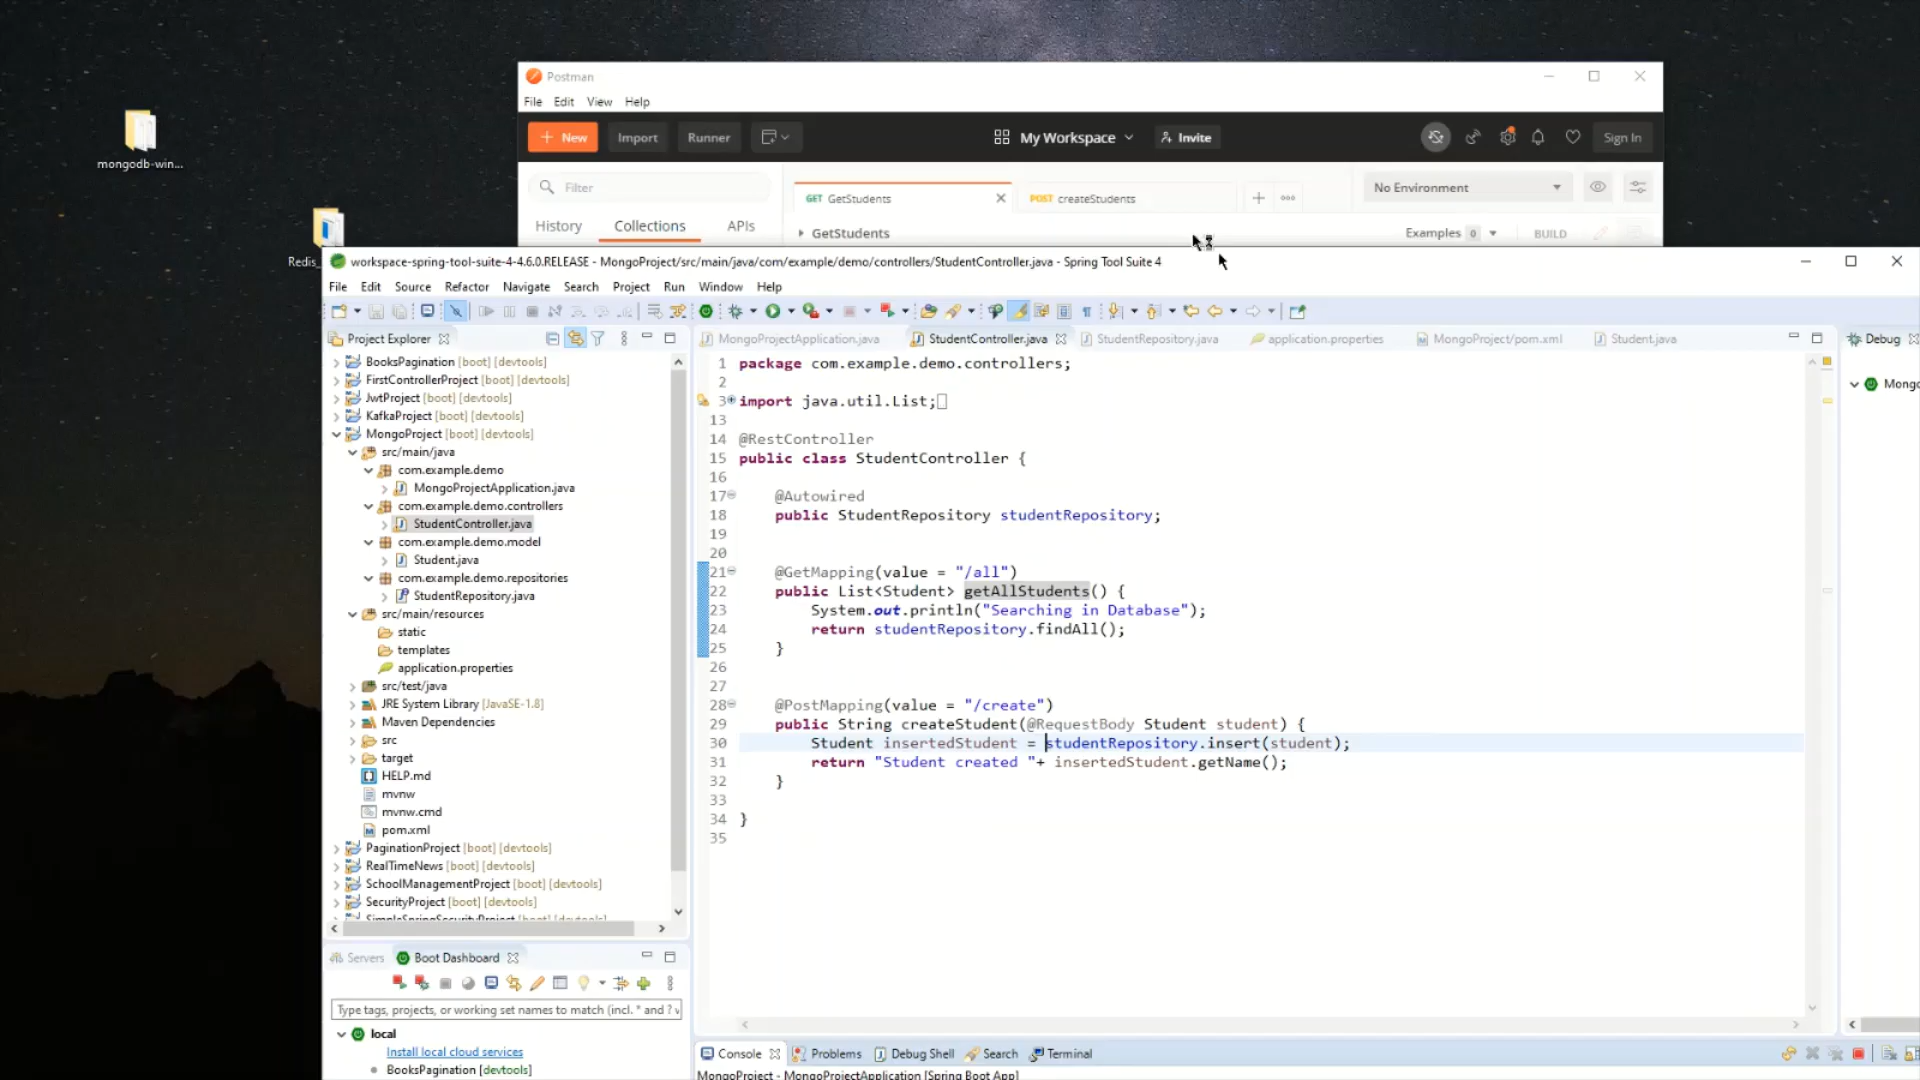 mongodb-win...
Redis_
Postman
File Edit View Help
New Import Runner My Workspace Invite Sign In
Filter
GET GetStudents POST createStudents No Environment
History Collections APIs
GetStudents Examples 0 BUILD
workspace-spring-tool-suite-4-4.6.0.RELEASE - MongoProject/src/main/java/com/example/demo/controllers/StudentController.java - Spring Tool Suite 4
File Edit Source Refactor Navigate Search Project Run Window Help
Project Explorer
BooksPagination [boot] [devtools]
FirstControllerProject [boot] [devtools]
JwtProject [boot] [devtools]
KafkaProject [boot] [devtools]
MongoProject [boot] [devtools]
src/main/java
com.example.demo
MongoProjectApplication.java
com.example.demo.controllers
StudentController.java
com.example.demo.model
Student.java
com.example.demo.repositories
StudentRepository.java
src/main/resources
static
templates
application.properties
src/test/java
JRE System Library [JavaSE-1.8]
Maven Dependencies
src
target
HELP.md
mvnw
mvnw.cmd
pom.xml
PaginationProject [boot] [devtools]
RealTimeNews [boot] [devtools]
SchoolManagementProject [boot] [devtools]
SecurityProject [boot] [devtools]
SimpleSpringSecurityProject [boot] [devtools]
MongoProjectApplication.java StudentController.java StudentRepository.java application.properties MongoProject/pom.xml Student.java
1 package com.example.demo.controllers;
2
3 import java.util.List;
13
14 @RestController
15 public class StudentController {
16
17 @Autowired
18 public StudentRepository studentRepository;
19
20
21 @GetMapping(value = "/all")
22 public List<Student> getAllStudents() {
23 System.out.println("Searching in Database");
24 return studentRepository.findAll();
25 }
26
27
28 @PostMapping(value = "/create")
29 public String createStudent(@RequestBody Student student) {
30 Student insertedStudent = studentRepository.insert(student);
31 return "Student created "+ insertedStudent.getName();
32 }
33
34 }
35
Debug
Mongo
Servers Boot Dashboard
Type tags, projects, or working set names to match (incl. * and ? v
local
Install local cloud services
BooksPagination [devtools]
Console Problems Debug Shell Search Terminal
MongoProject - MongoProjectApplication [Spring Boot App]